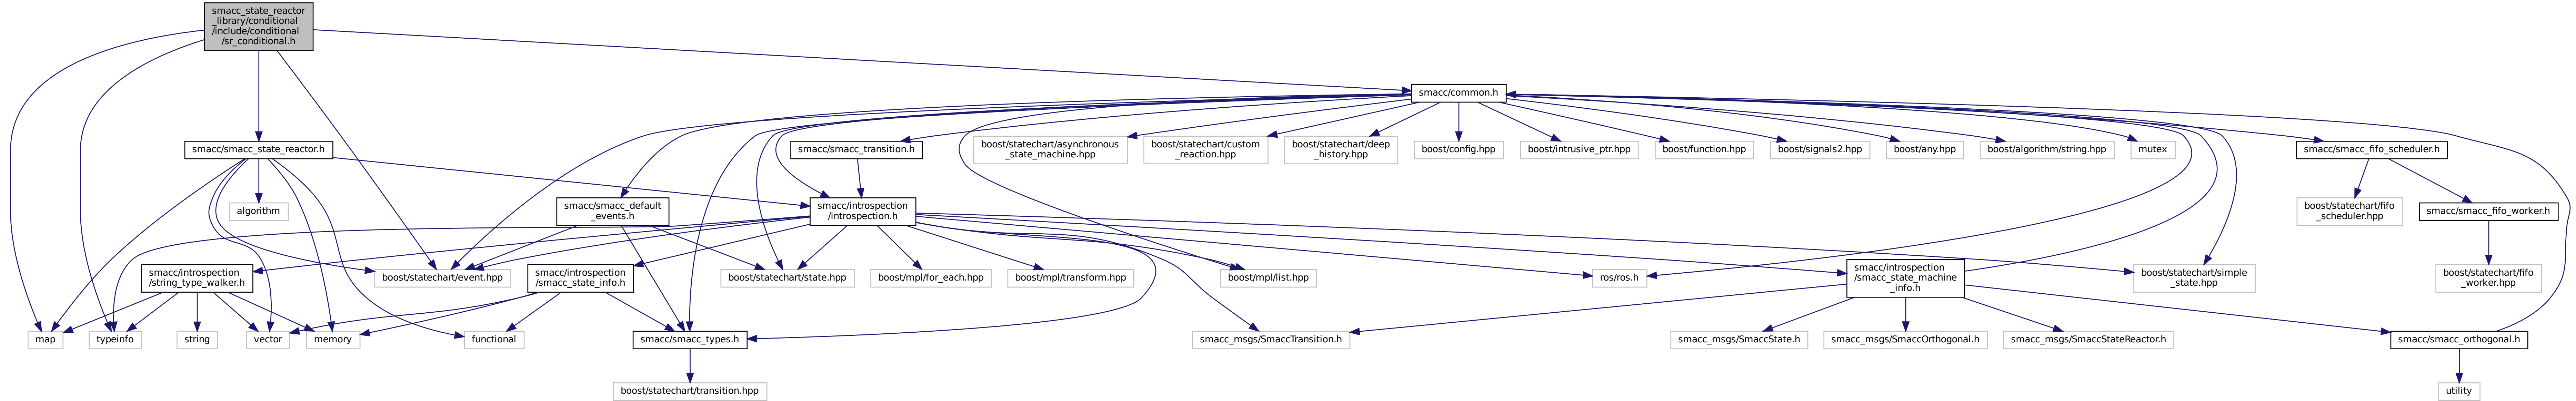 smacc_state_reactor
_library/conditional
/include/conditional
/sr_conditional.h
smacc/common.h
smacc/smacc_state_reactor.h
smacc/smacc_transition.h
boost/statechart/asynchronous
_state_machine.hpp
boost/statechart/custom
_reaction.hpp
boost/statechart/deep
_history.hpp
boost/config.hpp
boost/intrusive_ptr.hpp
boost/function.hpp
boost/signals2.hpp
boost/any.hpp
boost/algorithm/string.hpp
mutex
smacc/smacc_fifo_scheduler.h
algorithm
smacc/smacc_default
_events.h
smacc/introspection
/introspection.h
boost/statechart/fifo
_scheduler.hpp
smacc/smacc_fifo_worker.h
smacc/introspection
/string_type_walker.h
boost/statechart/event.hpp
smacc/introspection
/smacc_state_info.h
boost/statechart/state.hpp
boost/mpl/for_each.hpp
boost/mpl/transform.hpp
boost/mpl/list.hpp
ros/ros.h
smacc/introspection
/smacc_state_machine
_info.h
boost/statechart/simple
_state.hpp
boost/statechart/fifo
_worker.hpp
map
typeinfo
string
vector
memory
functional
smacc/smacc_types.h
smacc_msgs/SmaccTransition.h
smacc_msgs/SmaccState.h
smacc_msgs/SmaccOrthogonal.h
smacc_msgs/SmaccStateReactor.h
smacc/smacc_orthogonal.h
boost/statechart/transition.hpp
utility